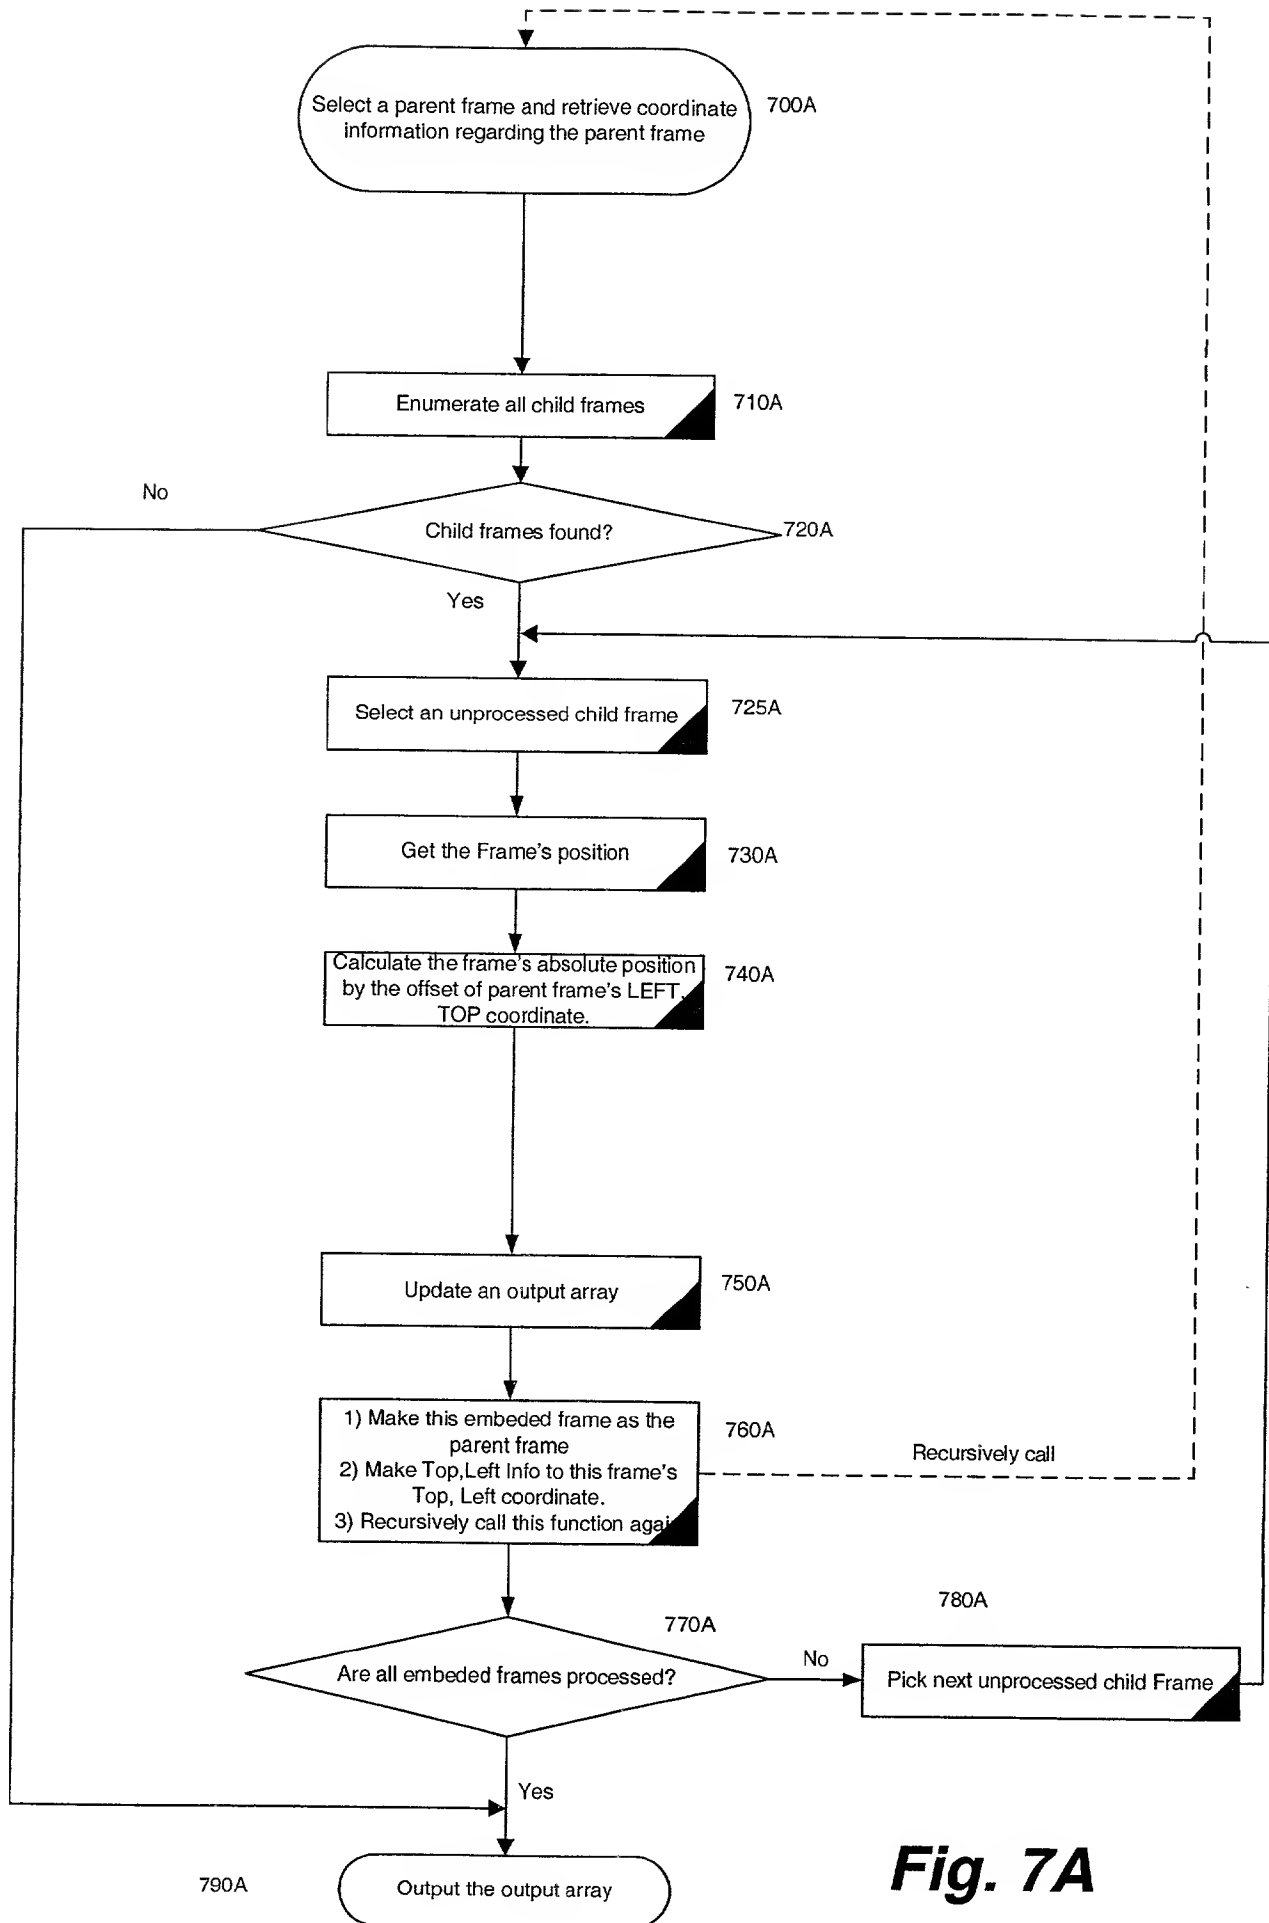 Select a parent frame and retrieve coordinate
information regarding the parent frame
700A
Enumerate all child frames
710A
No
Child frames found?
720A
Yes
Select an unprocessed child frame
725A
Get the Frame's position
730A
Calculate the frame's absolute position
by the offset of parent frame's LEFT,
TOP coordinate.
740A
Update an output array
750A
1) Make this embeded frame as the
parent frame
2) Make Top,Left Info to this frame's
Top, Left coordinate.
3) Recursively call this function
760A
Recursively call
770A
Are all embeded frames processed?
No
780A
Pick next unprocessed child Frame
Yes
790A
Output the output array
Fig. 7A